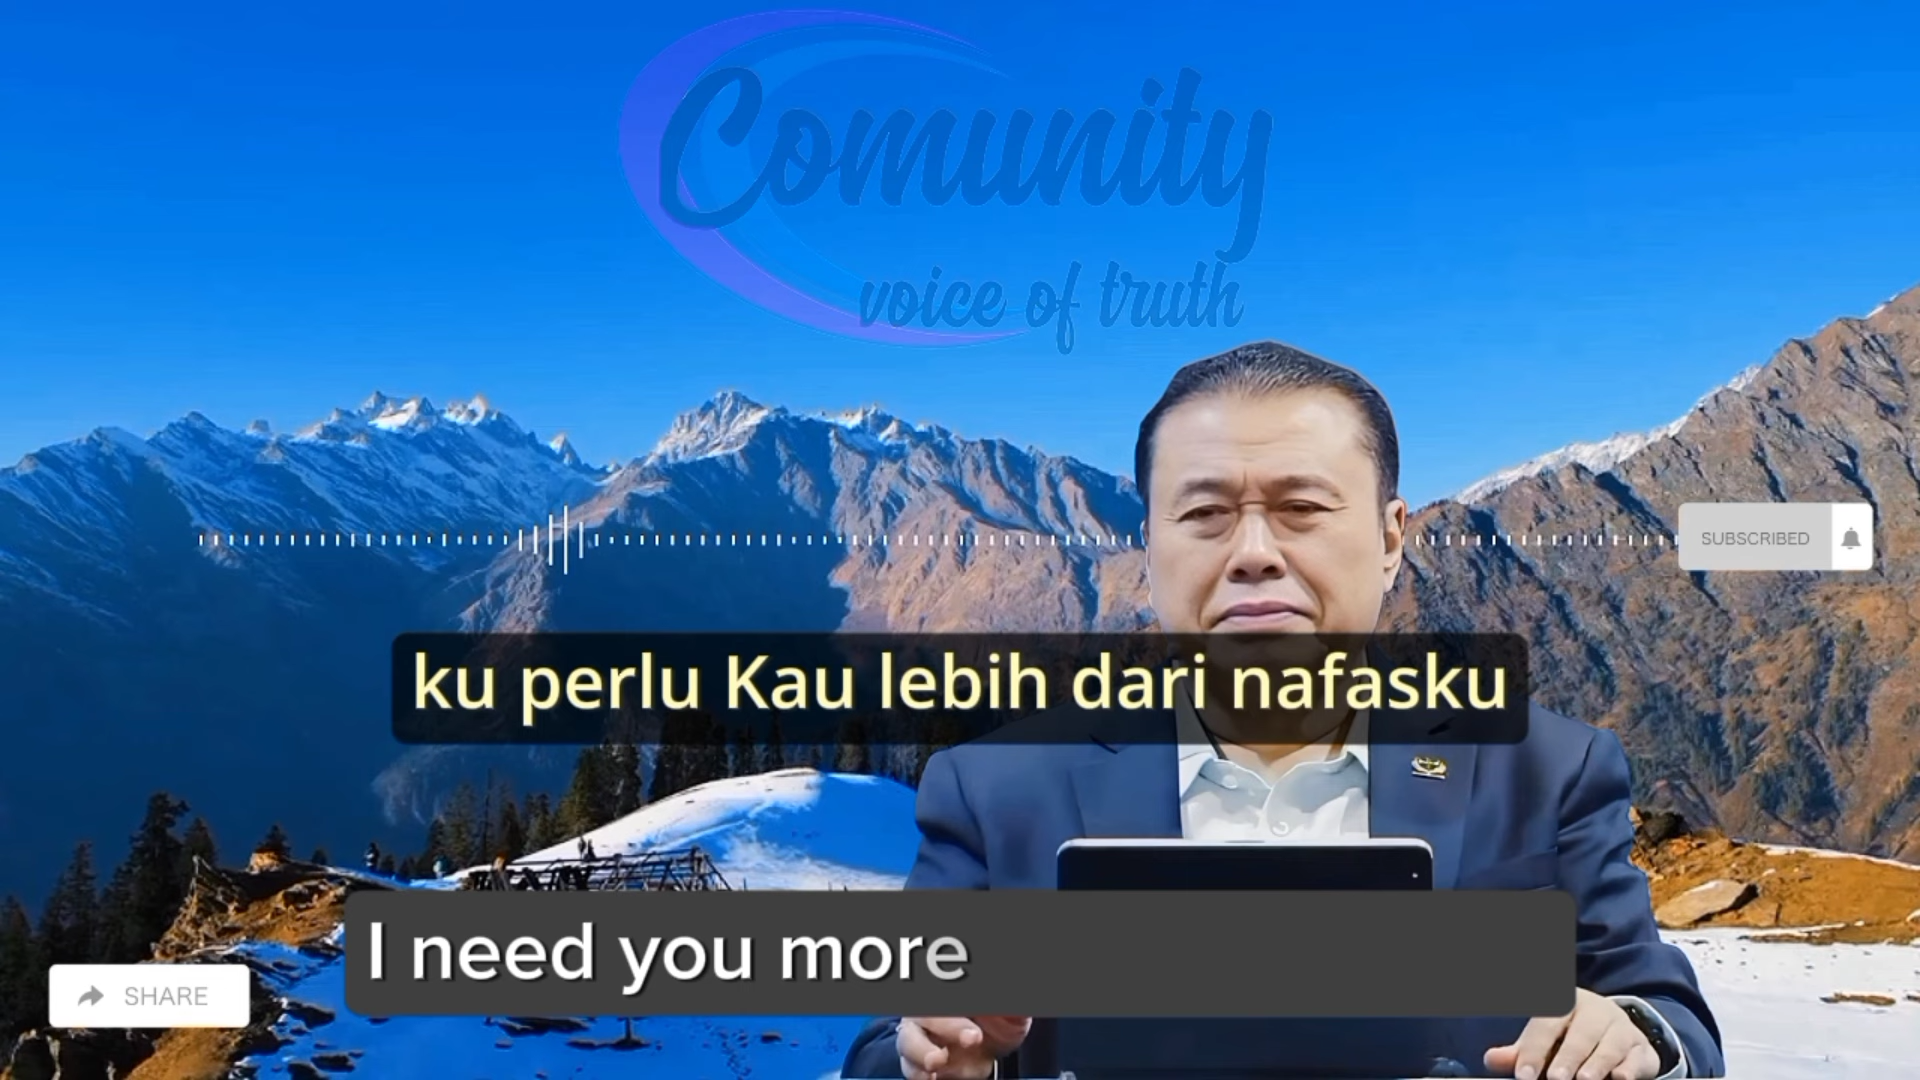 Comunity
voice of truth
SUBSCRIBED
ku perlu Kau lebih dari nafasku
I need you more
SHARE